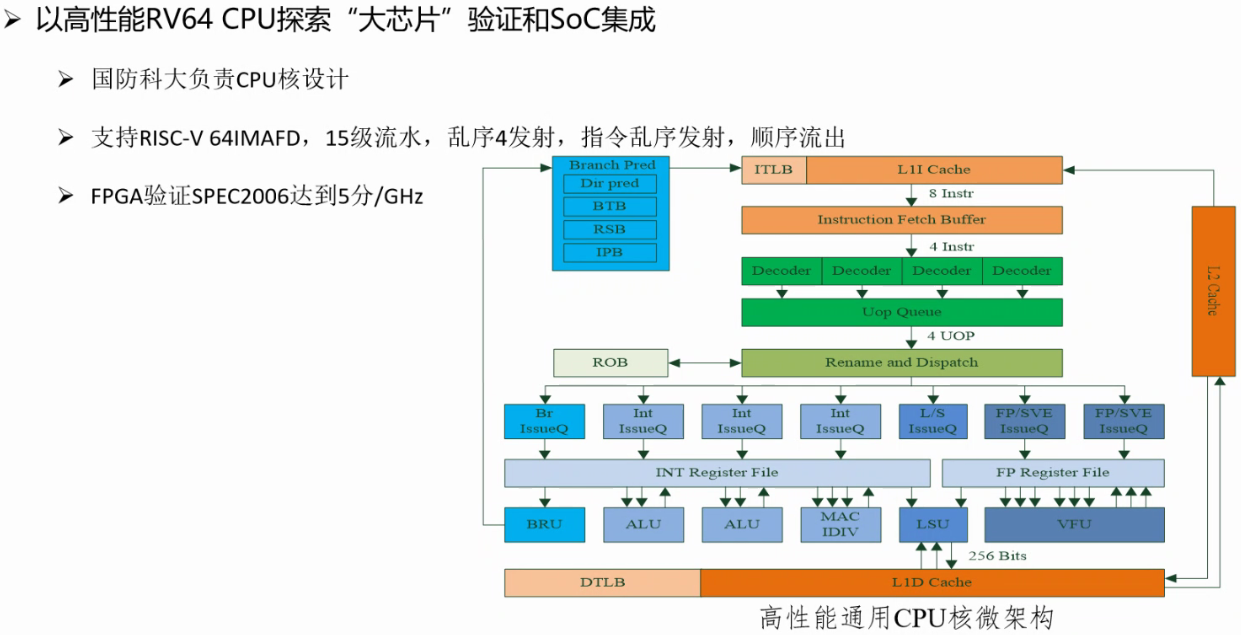 以高性能RV64 CPU探索“大芯片”验证和SoC集成
国防科大负责CPU核设计
支持RISC-V 64IMAFD，15级流水，乱序4发射，指令乱序发射，顺序流出
FPGA验证SPEC2006达到5分/GHz
Branch Pred
Dir pred
BTB
RSB
IPB
ITLB
L1I Cache
8 Instr
Instruction Fetch Buffer
4 Instr
Decoder Decoder Decoder Decoder
Uop Queue
4 UOP
ROB
Rename and Dispatch
L2 Cache
Br IssueQ
Int IssueQ
Int IssueQ
Int IssueQ
L/S IssueQ
FP/SVE IssueQ
FP/SVE IssueQ
INT Register File
FP Register File
BRU
ALU
ALU
MAC IDIV
LSU
VFU
256 Bits
DTLB
L1D Cache
高性能通用CPU核微架构